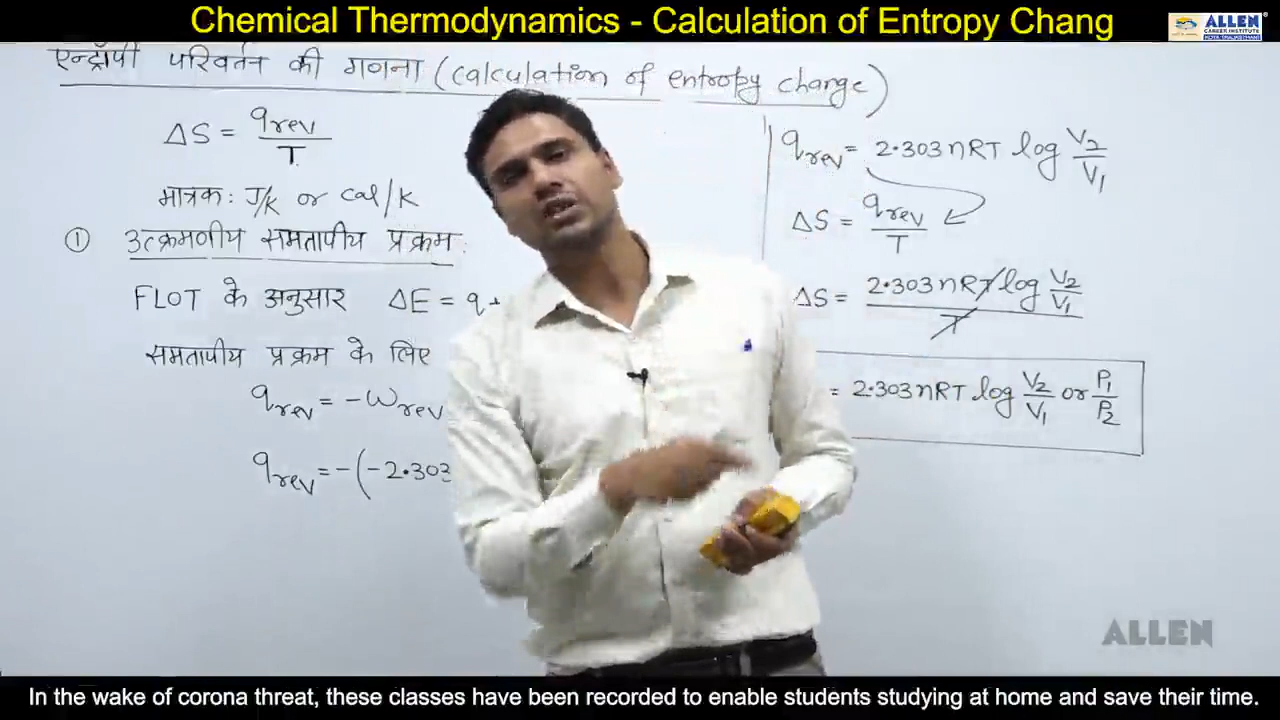 Chemical Thermodynamics - Calculation of Entropy Chang
ALLEN
CAREER INSTITUTE
एन्ट्रॉपी परिवर्तन की गणना (calculation of entropy change)
ΔS = qrev/T
मात्रक: J/k or cal/k
① उत्क्रमणीय समतापीय प्रक्रम:
FLOT के अनुसार ΔE = q+
समतापीय प्रक्रम के लिए
qrev = -Wrev
qrev = -(-2.303
qrev = 2.303 nRT log V2/V1
ΔS = qrev/T
ΔS = 2.303 nRT log V2/V1 / T
= 2.303 nRT log V2/V1 or P1/P2
ALLEN
In the wake of corona threat, these classes have been recorded to enable students studying at home and save their time.